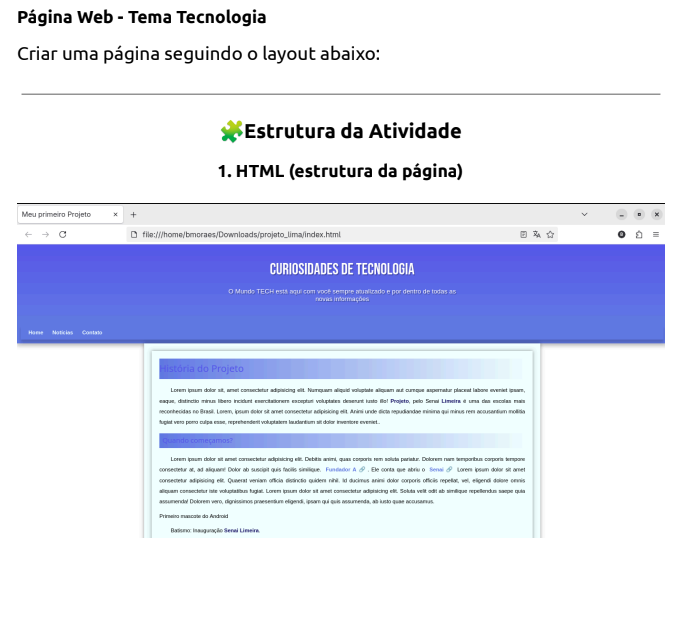 Página Web - Tema Tecnologia
Criar uma página seguindo o layout abaixo:
Estrutura da Atividade
1. HTML (estrutura da página)
Meu primeiro Projeto
file:///home/bmoraes/Downloads/projeto_lima/index.html
CURIOSIDADES DE TECNOLOGIA
O Mundo TECH está aqui com você sempre atualizado e por dentro de todas as
novas informações
Home Notícias Contato
História do Projeto
Lorem ipsum dolor sit, amet consectetur adipisicing elit. Numquam aliquid voluptate aliquam aut cumque aspernatur placeat labore eveniet ipsam,
eaque, distinctio minus libero incidunt exercitationem excepturi voluptates deserunt iusto illo! Projeto, pelo Senai Limeira é uma das escolas mais
reconhecidas no Brasil. Lorem, ipsum dolor sit amet consectetur adipisicing elit. Animi unde dicta repudiandae minima qui minus rem accusantium mollitia
fugiat vero porro culpa esse, reprehenderit voluptatem laudantium sit dolor inventore eveniet..
Quando começamos?
Lorem ipsum dolor sit amet consectetur adipisicing elit. Debitis animi, quas corporis rem soluta pariatur. Dolorem nam temporibus corporis tempore
consectetur at, ad aliquam! Dolor ab suscipit quis facilis similique. Fundador A . Ele conta que abriu o Senai Lorem ipsum dolor sit amet
consectetur adipisicing elit. Quaerat veniam officia distinctio quidem nihil. Id ducimus animi dolor corporis officiis repellat, vel, eligendi dolore omnis
aliquam consectetur iste voluptatibus fugiat. Lorem ipsum dolor sit amet consectetur adipisicing elit. Soluta velit odit ab similique repellendus saepe quia
assumenda! Dolorem vero, dignissimos praesentium eligendi, ipsam qui quis assumenda, ab iusto quae accusamus.
Primeiro mascote do Android
Batismo: Inauguração Senai Limeira.